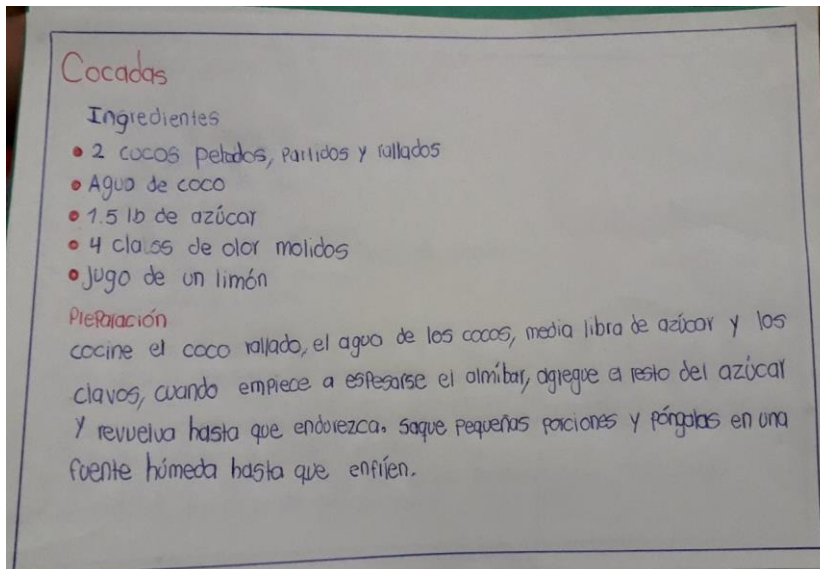 Cocadas
Ingredientes
• 2 cocos pelados, partidos y rallados
• Agua de coco
• 1.5 lb de azúcar
• 4 clavos de olor molidos
• Jugo de un limón
Preparación
cocine el coco rallado, el agua de los cocos, media libra de azúcar y los
clavos, cuando empiece a espesarse el almíbar, agregue el resto del azúcar
y revuelva hasta que endurezca. Saque pequeñas porciones y póngalas en una
fuente húmeda hasta que enfríen.